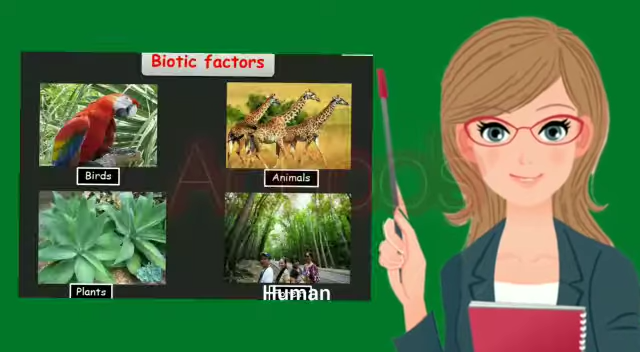 Biotic factors
Birds
Animals
Plants
Human